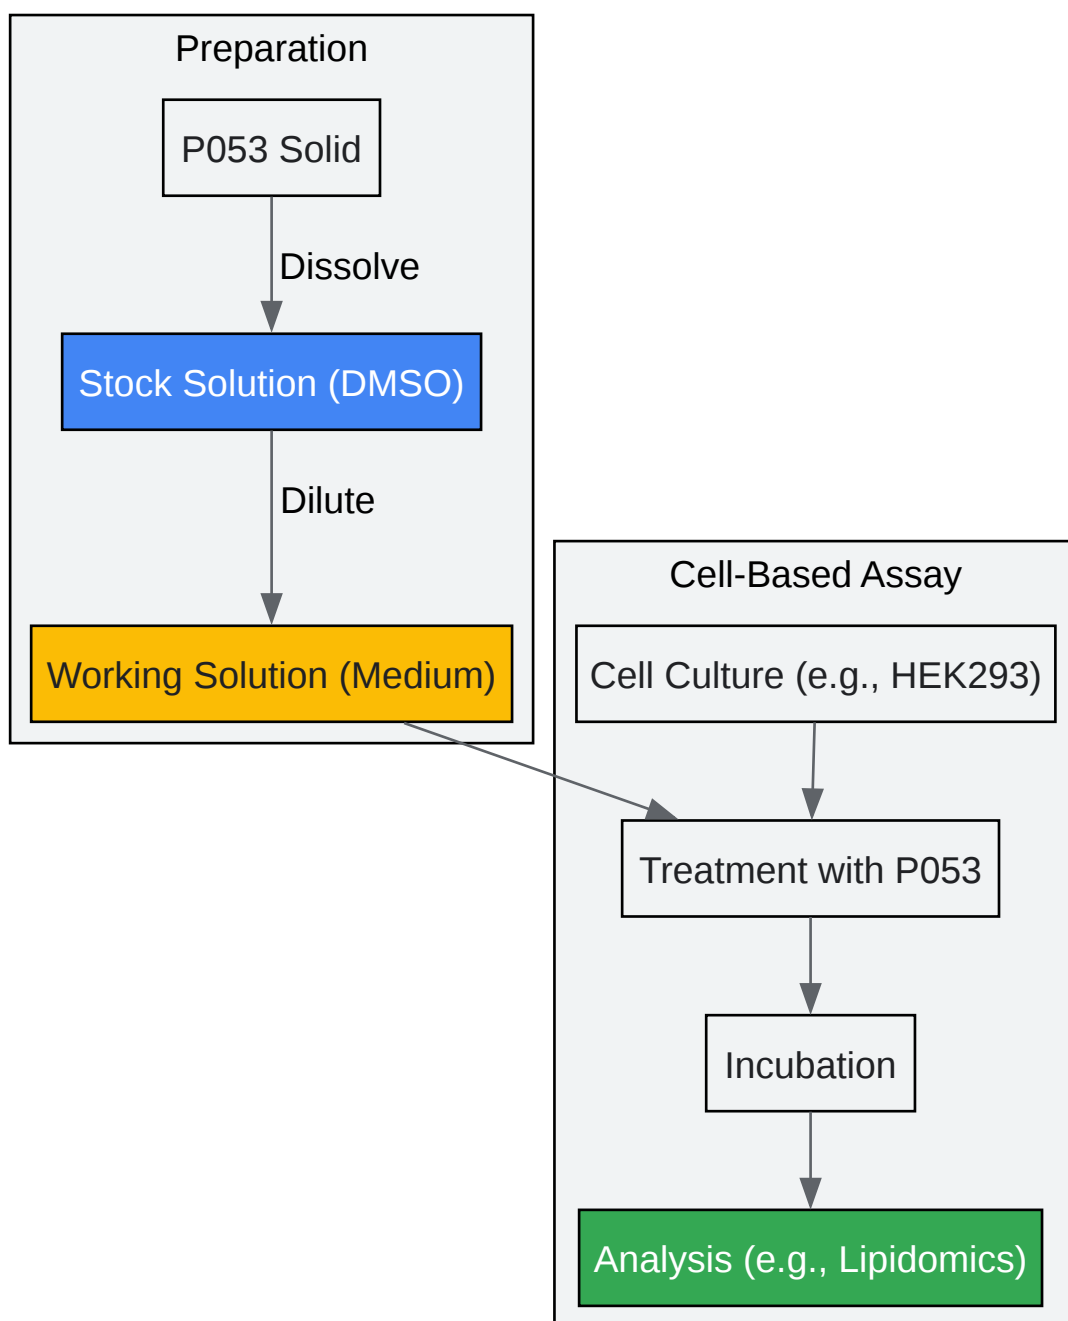 Preparation
P053 Solid
Dissolve
Stock Solution (DMSO)
Dilute
Working Solution (Medium)
Cell-Based Assay
Cell Culture (e.g., HEK293)
Treatment with P053
Incubation
Analysis (e.g., Lipidomics)